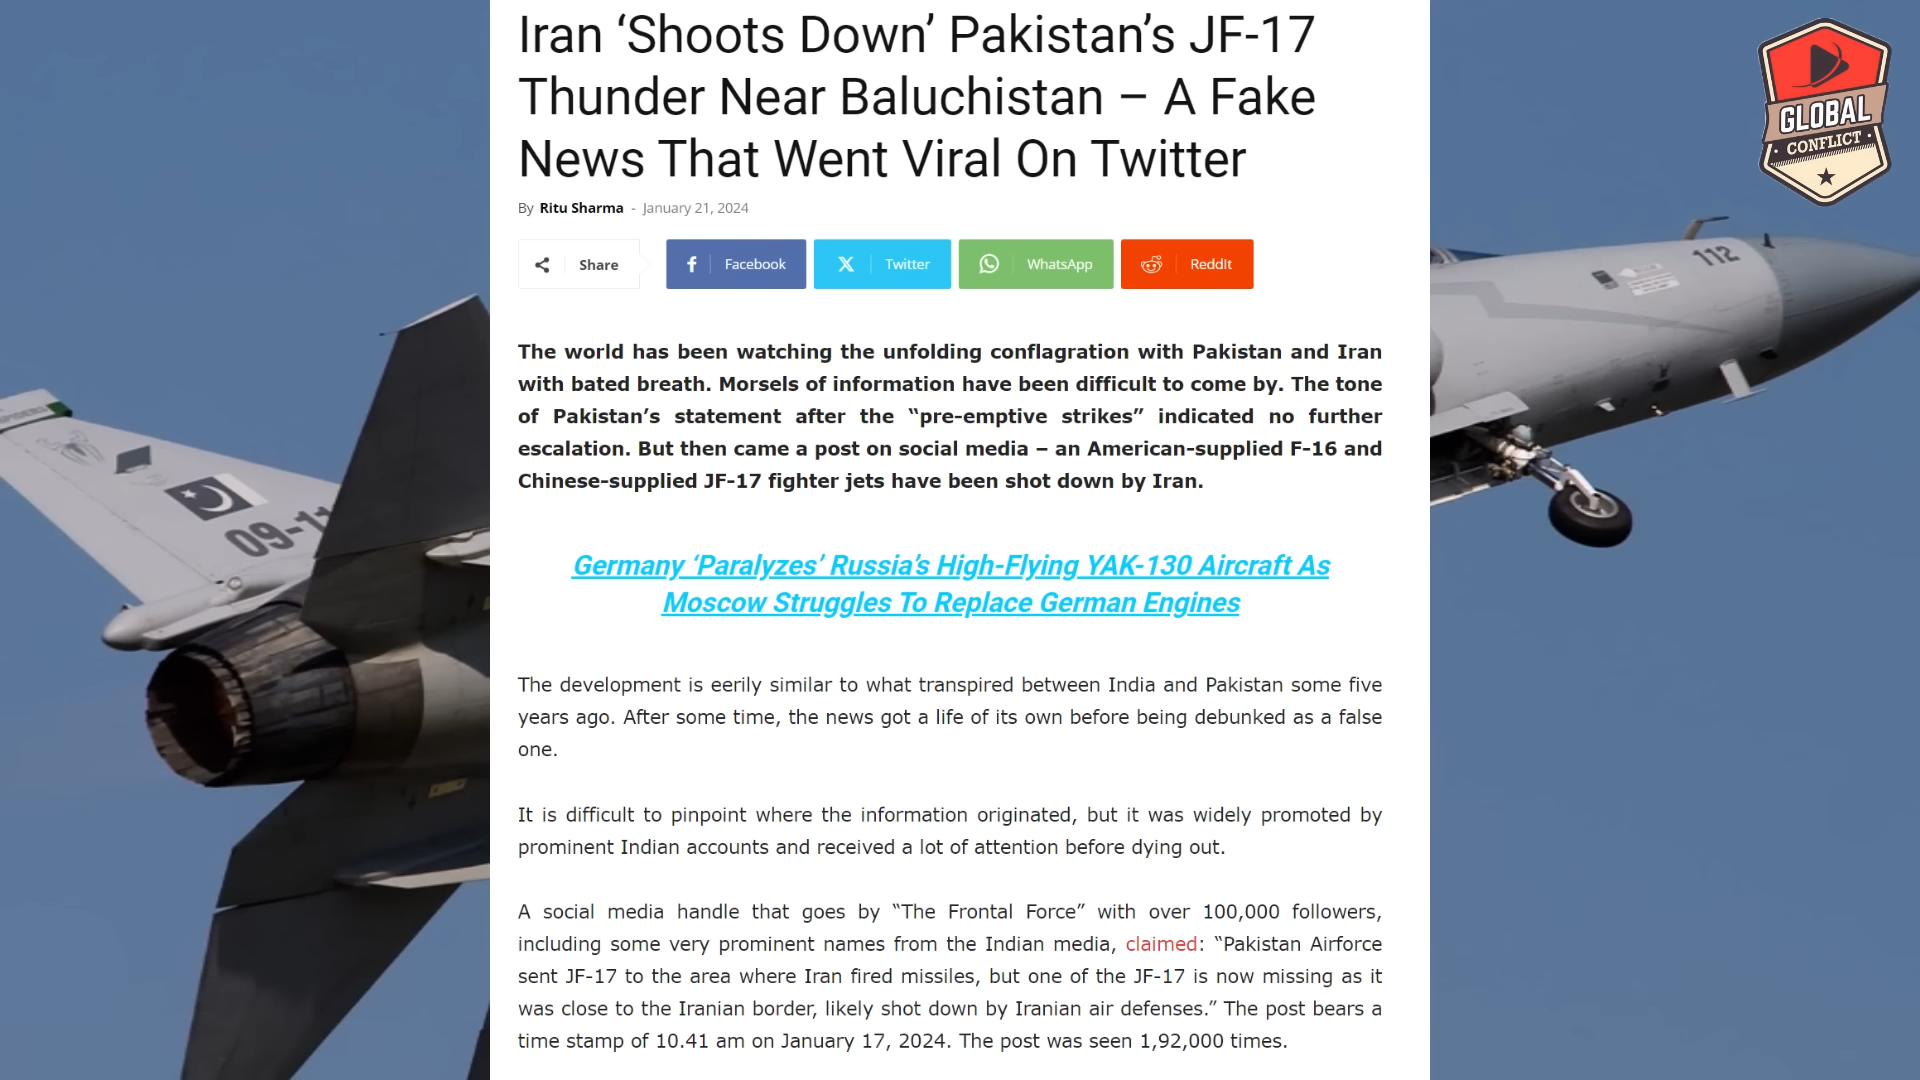 Iran ‘Shoots Down’ Pakistan’s JF-17
Thunder Near Baluchistan – A Fake
News That Went Viral On Twitter
By Ritu Sharma - January 21, 2024
Share
Facebook
Twitter
WhatsApp
ReddIt
The world has been watching the unfolding conflagration with Pakistan and Iran
with bated breath. Morsels of information have been difficult to come by. The tone
of Pakistan’s statement after the “pre-emptive strikes” indicated no further
escalation. But then came a post on social media – an American-supplied F-16 and
Chinese-supplied JF-17 fighter jets have been shot down by Iran.
Germany ‘Paralyzes’ Russia’s High-Flying YAK-130 Aircraft As
Moscow Struggles To Replace German Engines
The development is eerily similar to what transpired between India and Pakistan some five
years ago. After some time, the news got a life of its own before being debunked as a false
one.
It is difficult to pinpoint where the information originated, but it was widely promoted by
prominent Indian accounts and received a lot of attention before dying out.
A social media handle that goes by “The Frontal Force” with over 100,000 followers,
including some very prominent names from the Indian media, claimed: “Pakistan Airforce
sent JF-17 to the area where Iran fired missiles, but one of the JF-17 is now missing as it
was close to the Iranian border, likely shot down by Iranian air defenses.” The post bears a
time stamp of 10.41 am on January 17, 2024. The post was seen 1,92,000 times.
GLOBAL
CONFLICT
112